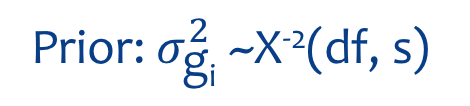 Prior: σ²gᵢ ~X⁻²(df, s)